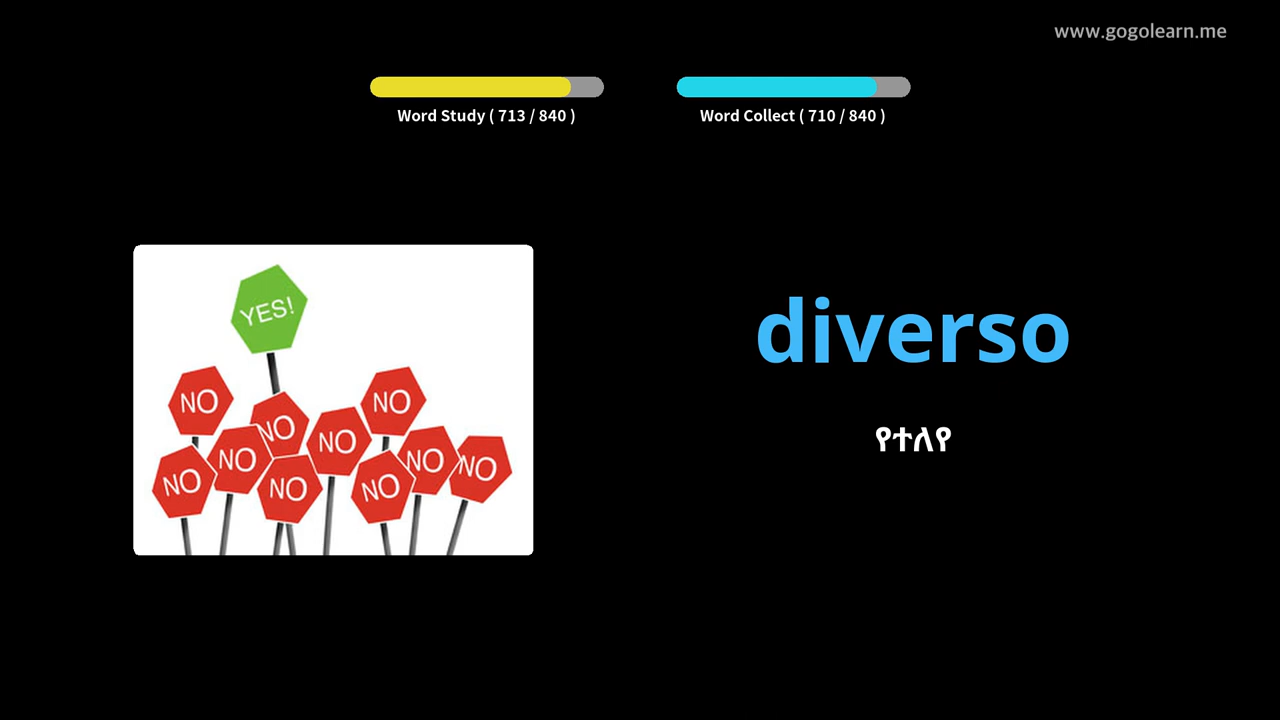 www.gogolearn.me
Word Study ( 713 / 840 )
Word Collect ( 710 / 840 )
YES!
NO
NO
NO
NO
NO
NO
NO
NO
NO
NO
diverso
የተለየ